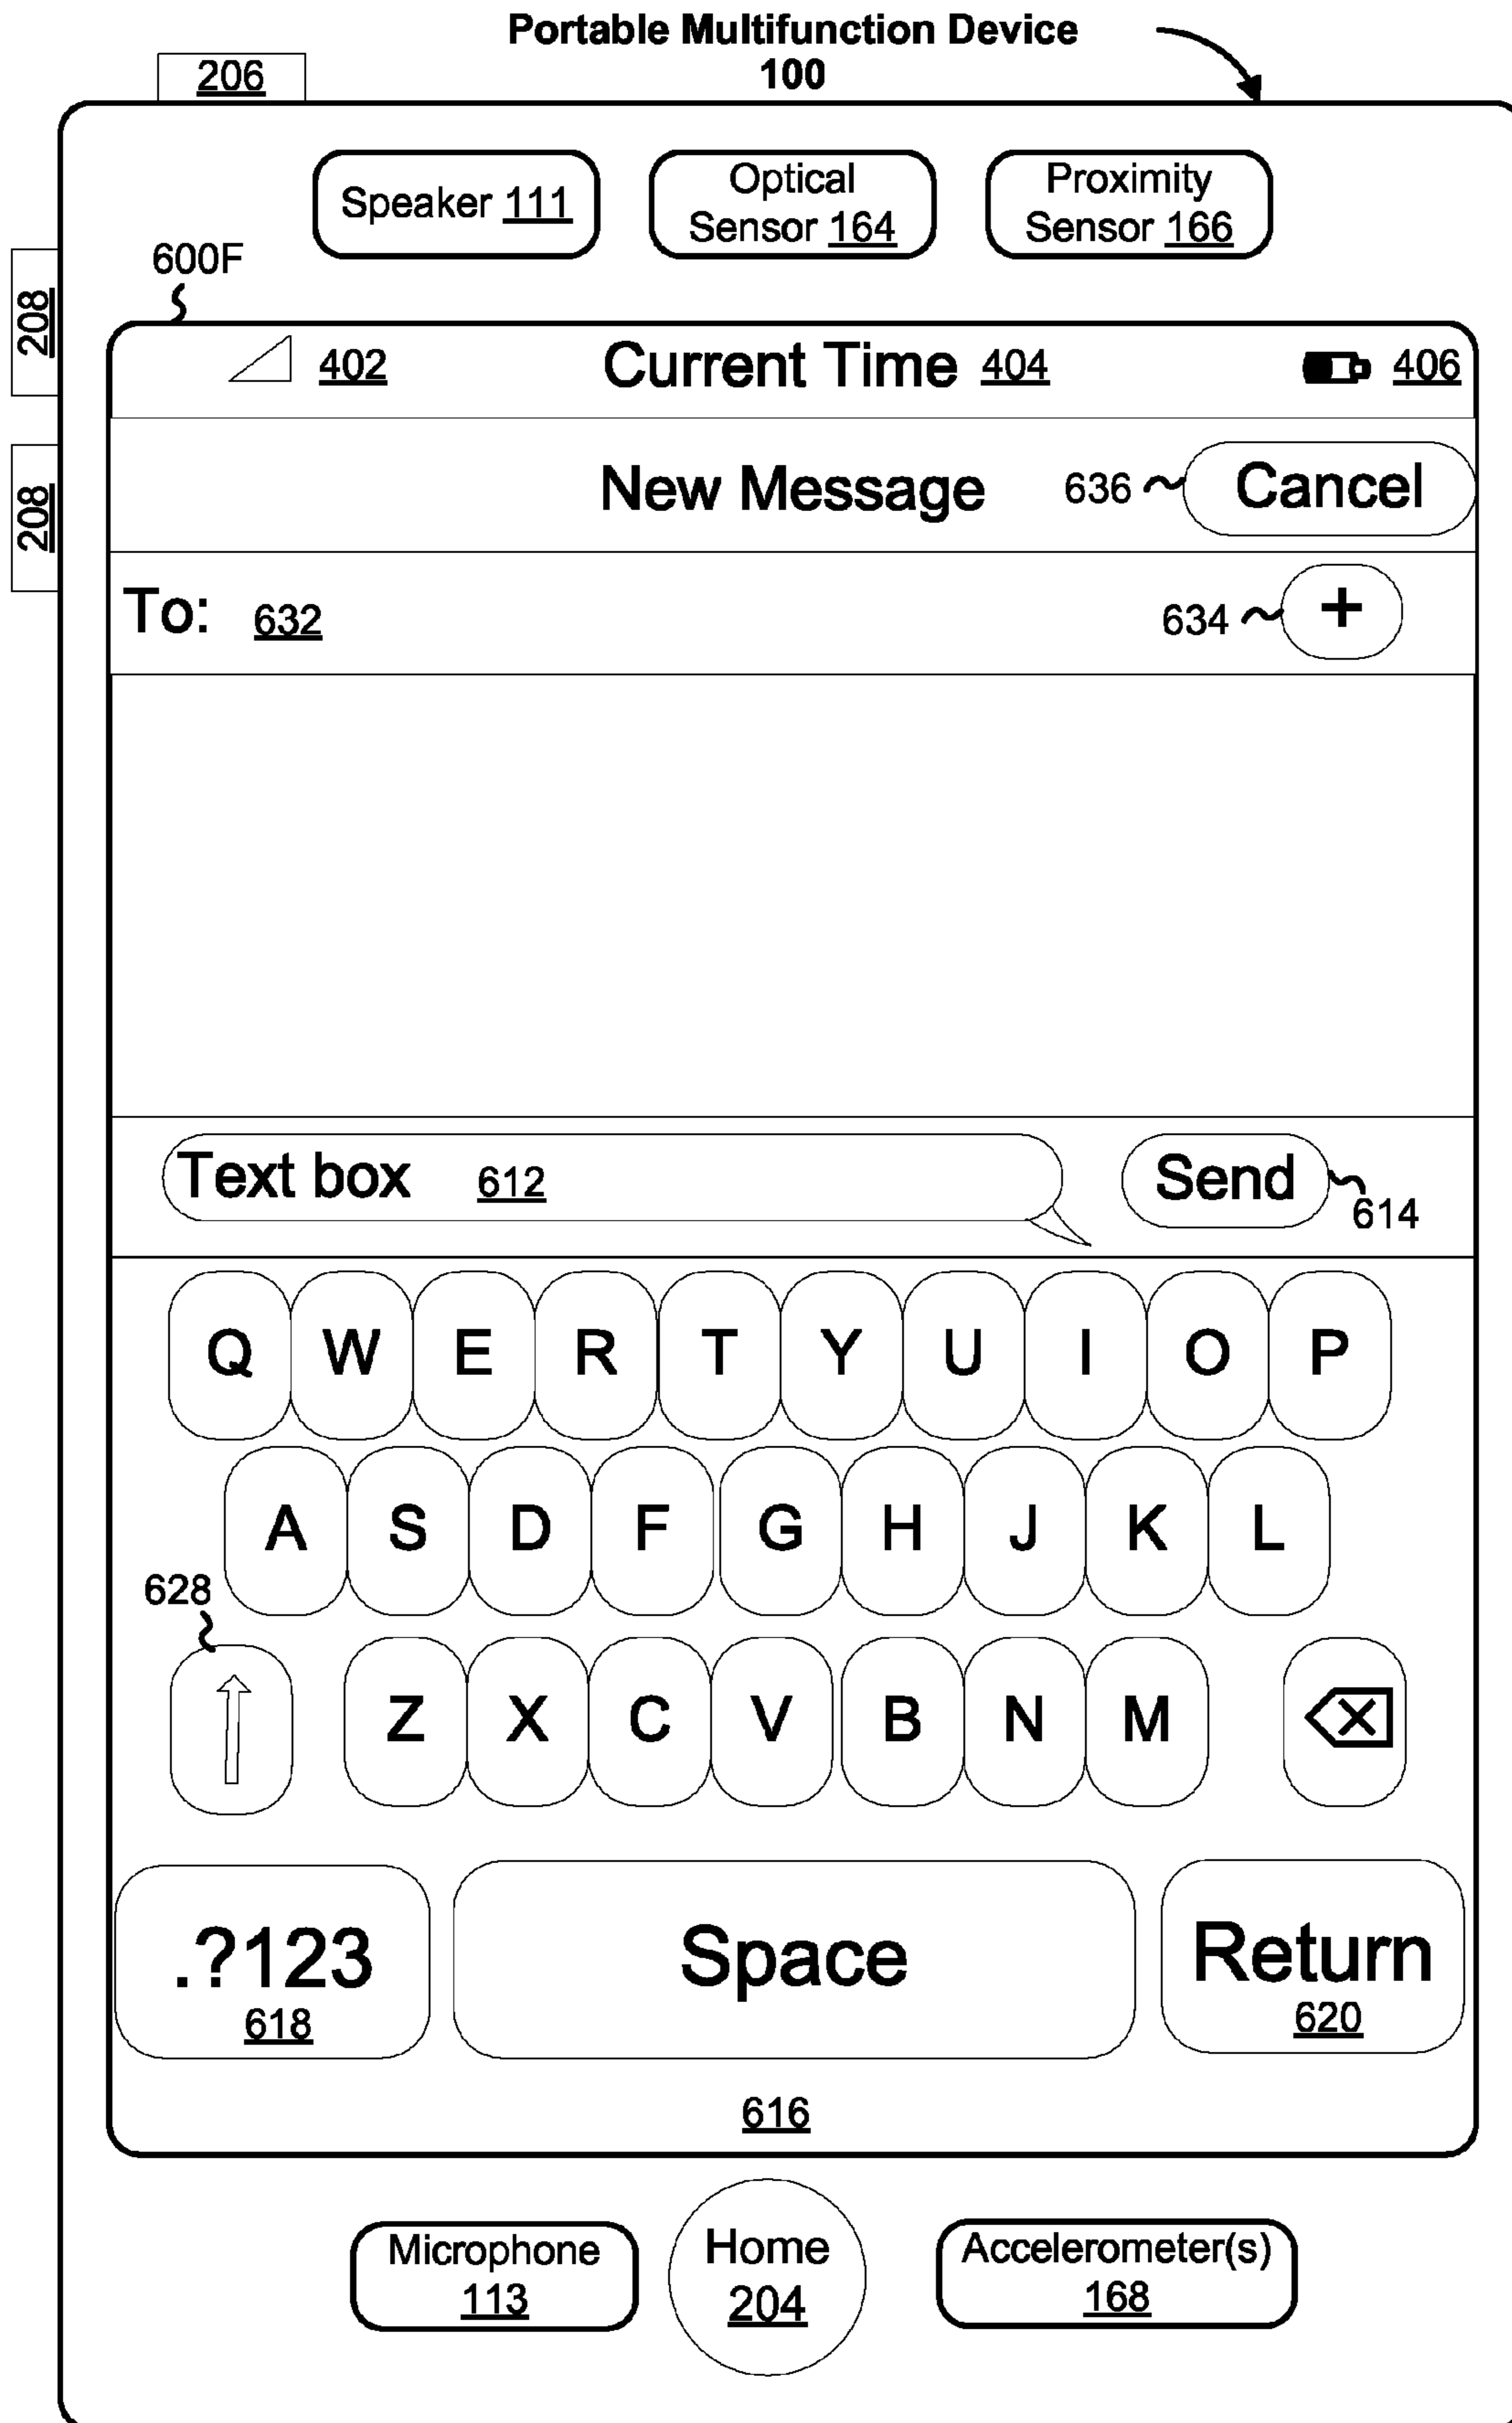 Portable Multifunction Device
100
206
Speaker 111
Optical
Sensor 164
Proximity
Sensor 166
600F
208
208
402 Current Time 404 406
New Message 636 Cancel
To: 632 634 +
Text box 612 Send
614
Q W E R T Y U I O P
A S D F G H J K L
628
Z X C V B N M
.?123
618
Space
Return
620
616
Microphone
113
Home
204
Accelerometer(s)
168